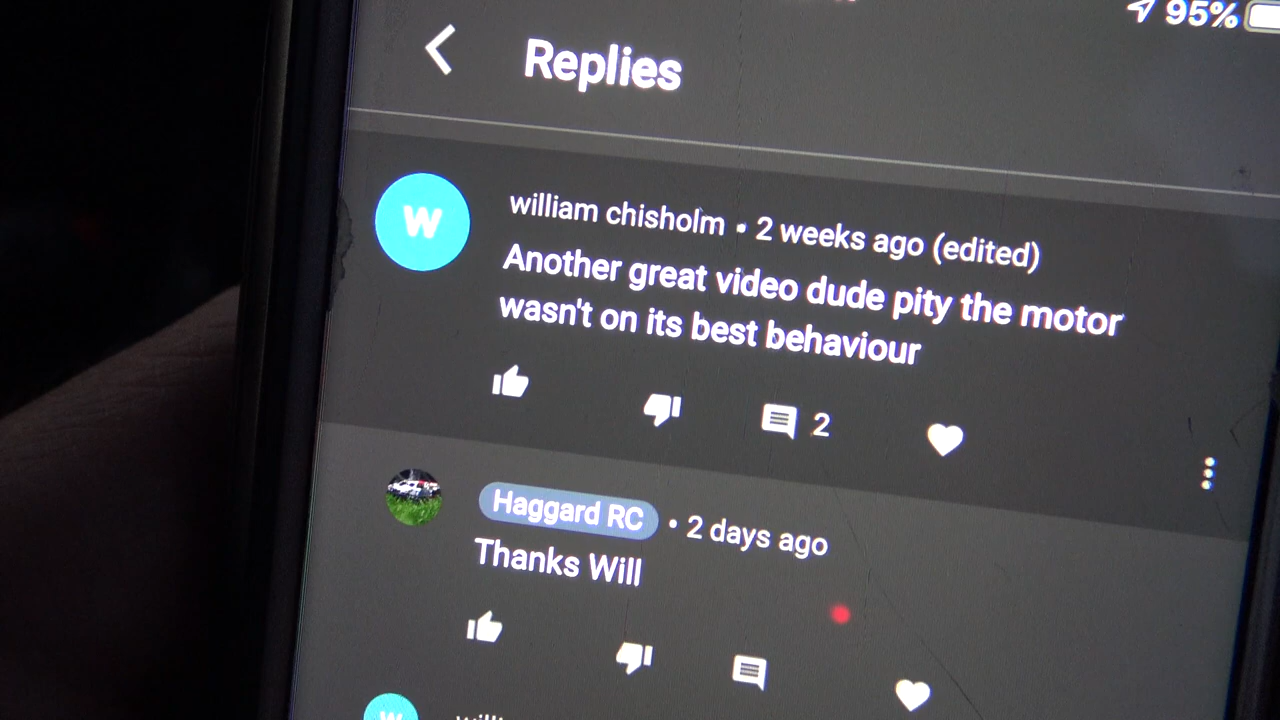 95%
Replies
W
william chisholm • 2 weeks ago (edited)
Another great video dude pity the motor
wasn't on its best behaviour
2
Haggard RC • 2 days ago
Thanks Will
W